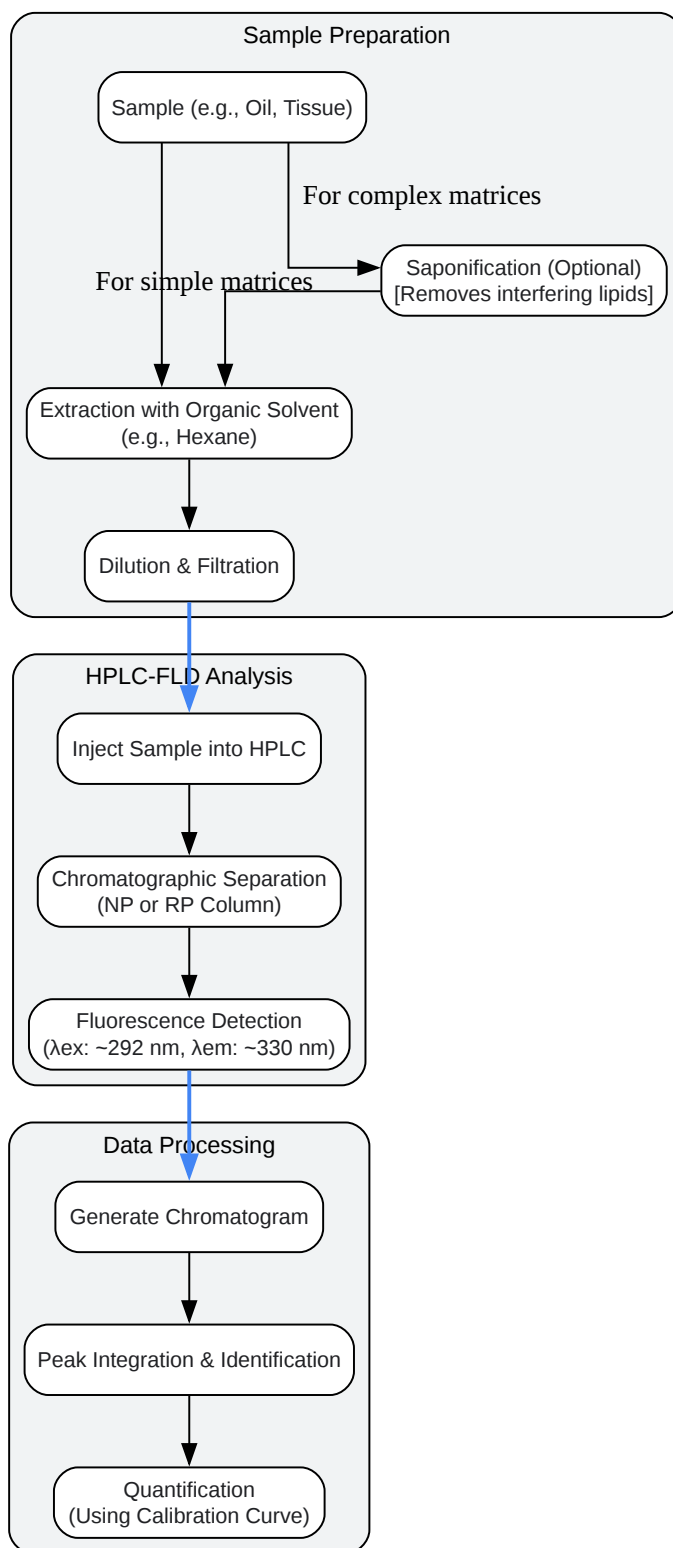 Sample Preparation
Sample (e.g., Oil, Tissue)
For complex matrices
Saponification (Optional)
[Removes interfering lipids]
For simple matrices
Extraction with Organic Solvent
(e.g., Hexane)
Dilution & Filtration
HPLC-FLD Analysis
Inject Sample into HPLC
Chromatographic Separation
(NP or RP Column)
Fluorescence Detection
(λex: ~292 nm, λem: ~330 nm)
Data Processing
Generate Chromatogram
Peak Integration & Identification
Quantification
(Using Calibration Curve)